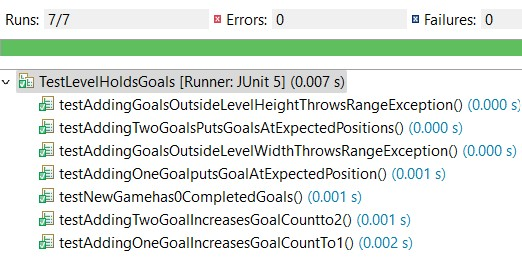 Runs: 7/7 Errors: 0 Failures: 0
TestLevelHoldsGoals [Runner: JUnit 5] (0.007 s)
testAddingGoalsOutsideLevelHeightThrowsRangeException() (0.000 s)
testAddingTwoGoalsPutsGoalsAtExpectedPositions() (0.000 s)
testAddingGoalsOutsideLevelWidthThrowsRangeException() (0.000 s)
testAddingOneGoalputsGoalAtExpectedPosition() (0.001 s)
testNewGamehas0CompletedGoals() (0.001 s)
testAddingTwoGoalIncreasesGoalCountto2() (0.001 s)
testAddingOneGoalIncreasesGoalCountTo1() (0.002 s)